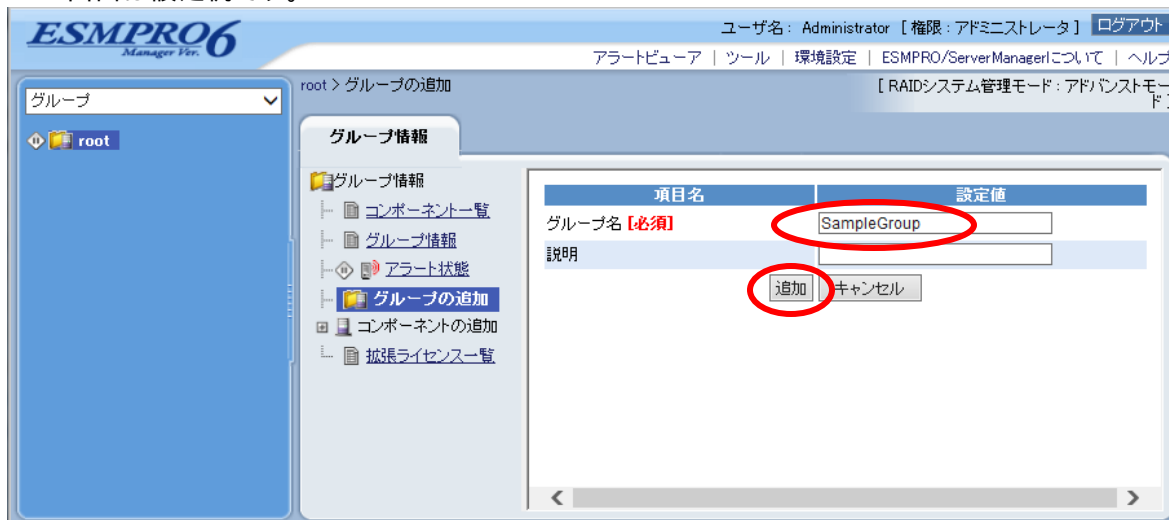 ESMPRO6
Manager Ver.
ユーザ名： Administrator [ 権限 : アドミニストレータ ] ログアウト
アラートビューア | ツール | 環境設定 | ESMPRO/ServerManagerについて | ヘルプ
グループ
root
root > グループの追加
[ RAIDシステム管理モード : アドバンストモード ]
グループ情報
グループ情報
コンポーネント一覧
グループ情報
アラート状態
グループの追加
コンポーネントの追加
拡張ライセンス一覧
項目名 設定値
グループ名 [必須] SampleGroup
説明
追加 キャンセル